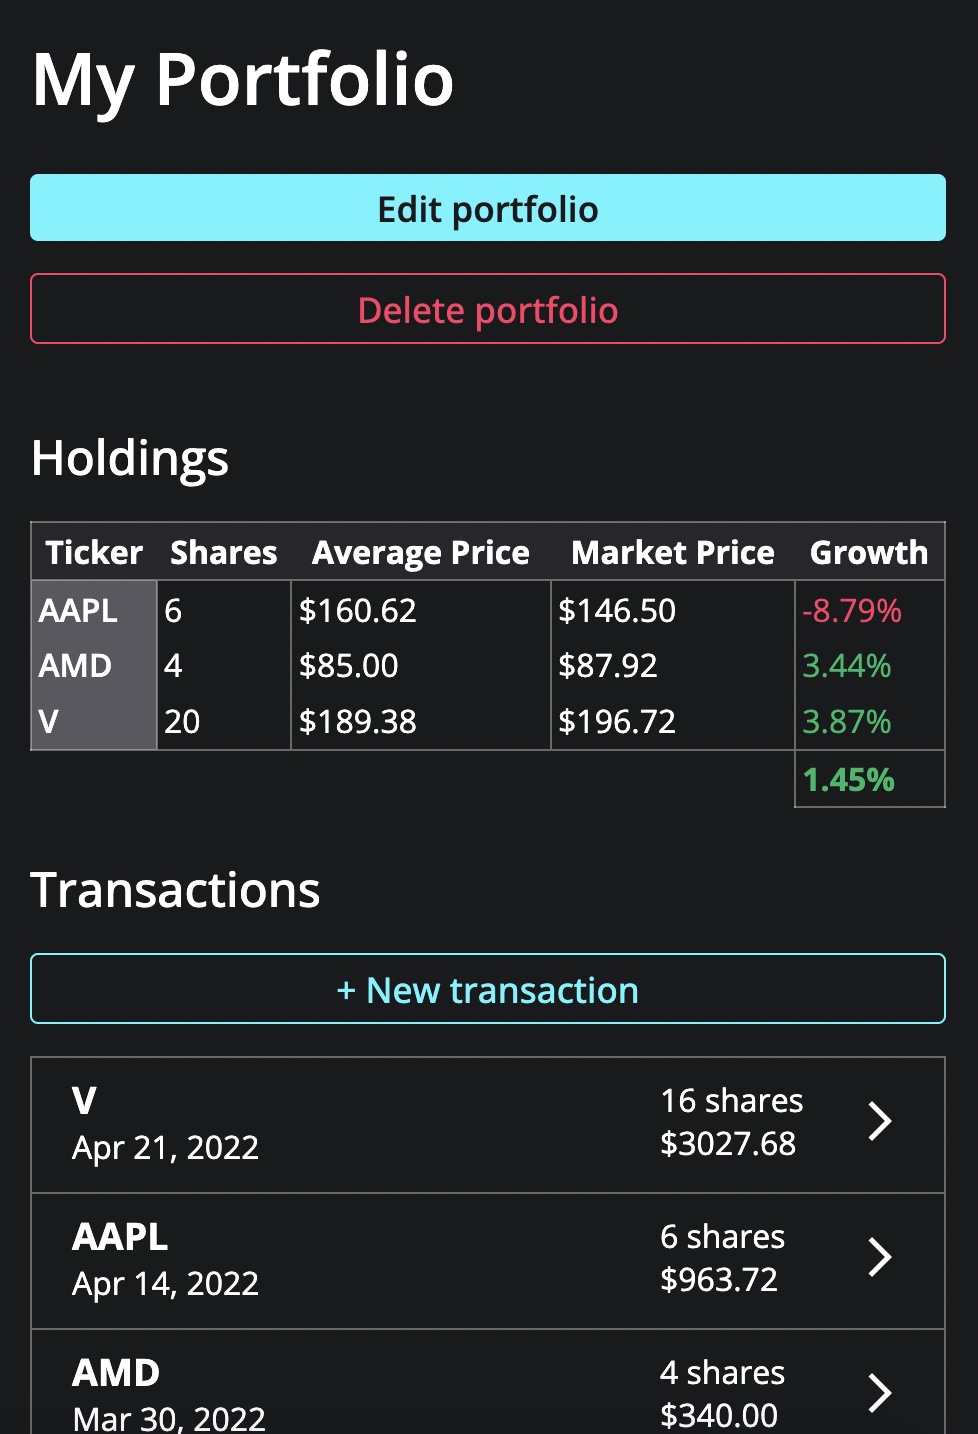 My Portfolio
Edit portfolio
Delete portfolio
Holdings
Ticker Shares Average Price Market Price Growth
AAPL 6 $160.62 $146.50 -8.79%
AMD 4 $85.00 $87.92 3.44%
V 20 $189.38 $196.72 3.87%
1.45%
Transactions
+ New transaction
V 16 shares
Apr 21, 2022 $3027.68
AAPL 6 shares
Apr 14, 2022 $963.72
AMD 4 shares
Mar 30, 2022 $340.00